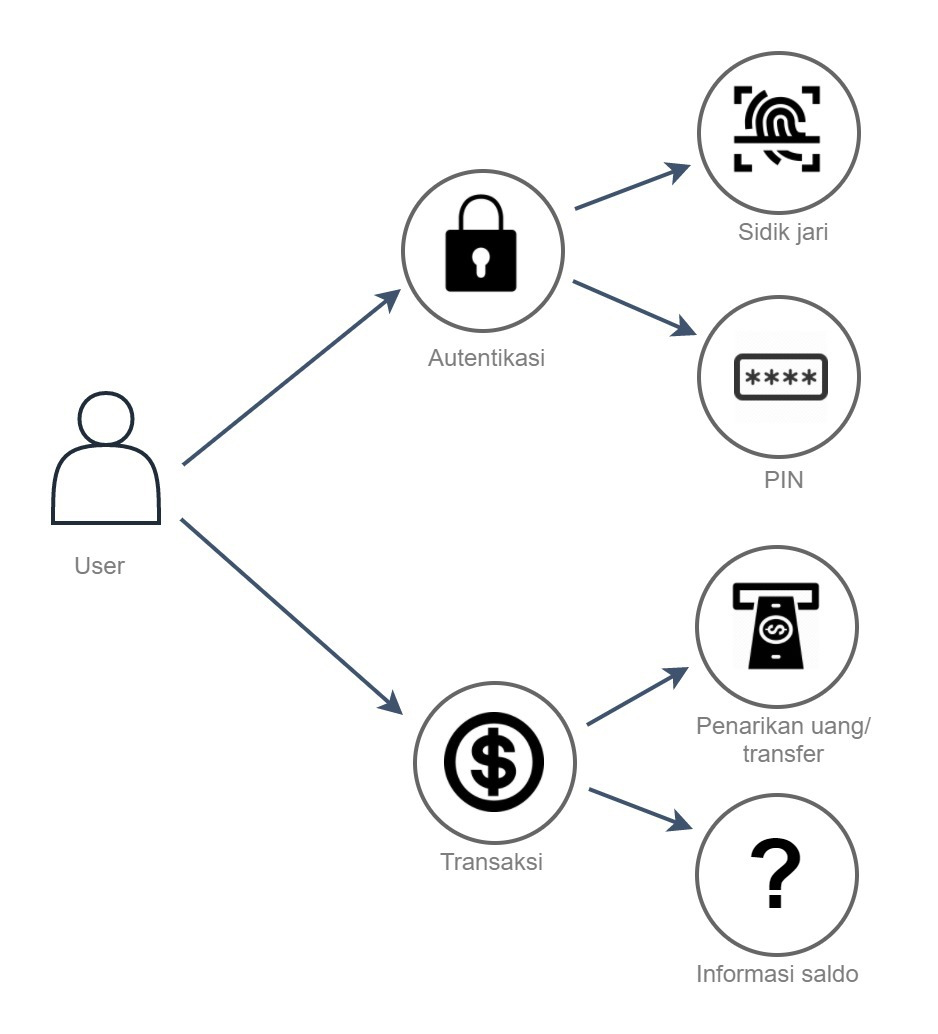 Sidik jari
Autentikasi
****
PIN
User
Penarikan uang/
transfer
$
Transaksi
?
Informasi saldo